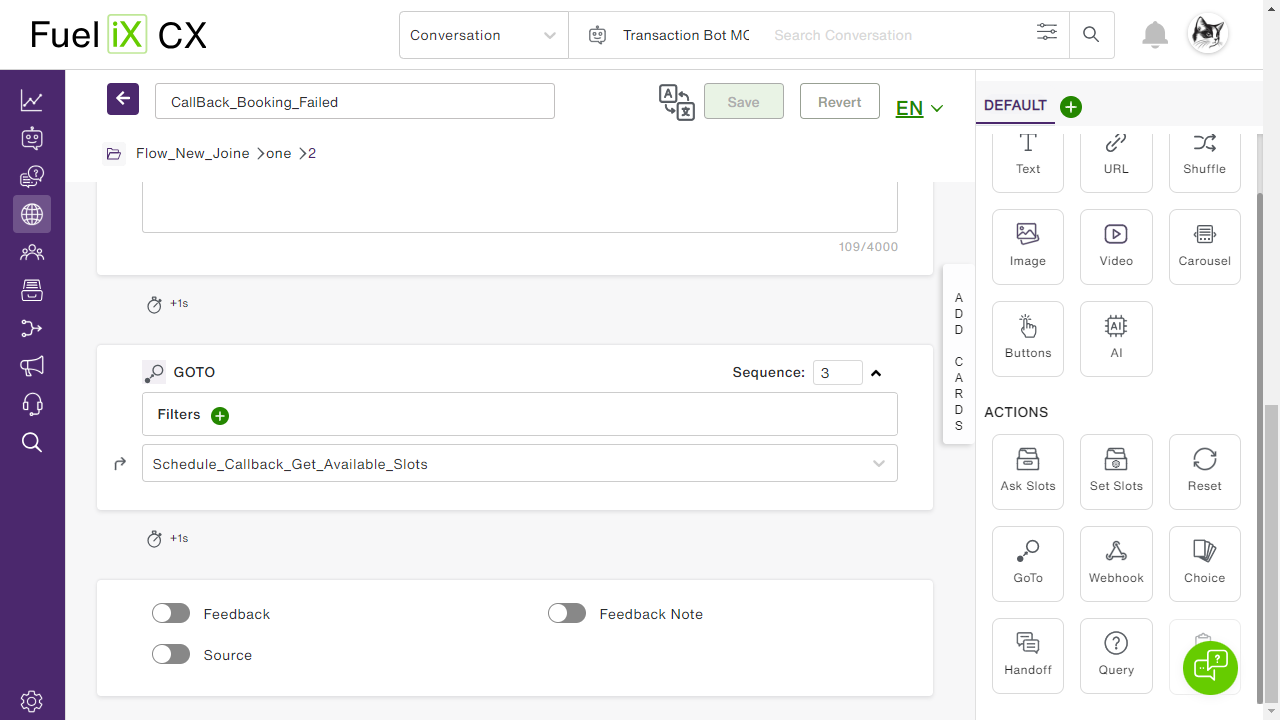 Fuel iX CX
Conversation
Transaction Bot MC
Search Conversation
CallBack_Booking_Failed
Save
Revert
EN
Flow_New_Joine
one
2
109/4000
+1s
GOTO
Sequence:
3
Filters
Schedule_Callback_Get_Available_Slots
+1s
Feedback
Feedback Note
Source
ADD CARDS
DEFAULT
Text
URL
Shuffle
Image
Video
Carousel
Buttons
AI
AI
ACTIONS
Ask Slots
Set Slots
Reset
GoTo
Webhook
Choice
Handoff
Query